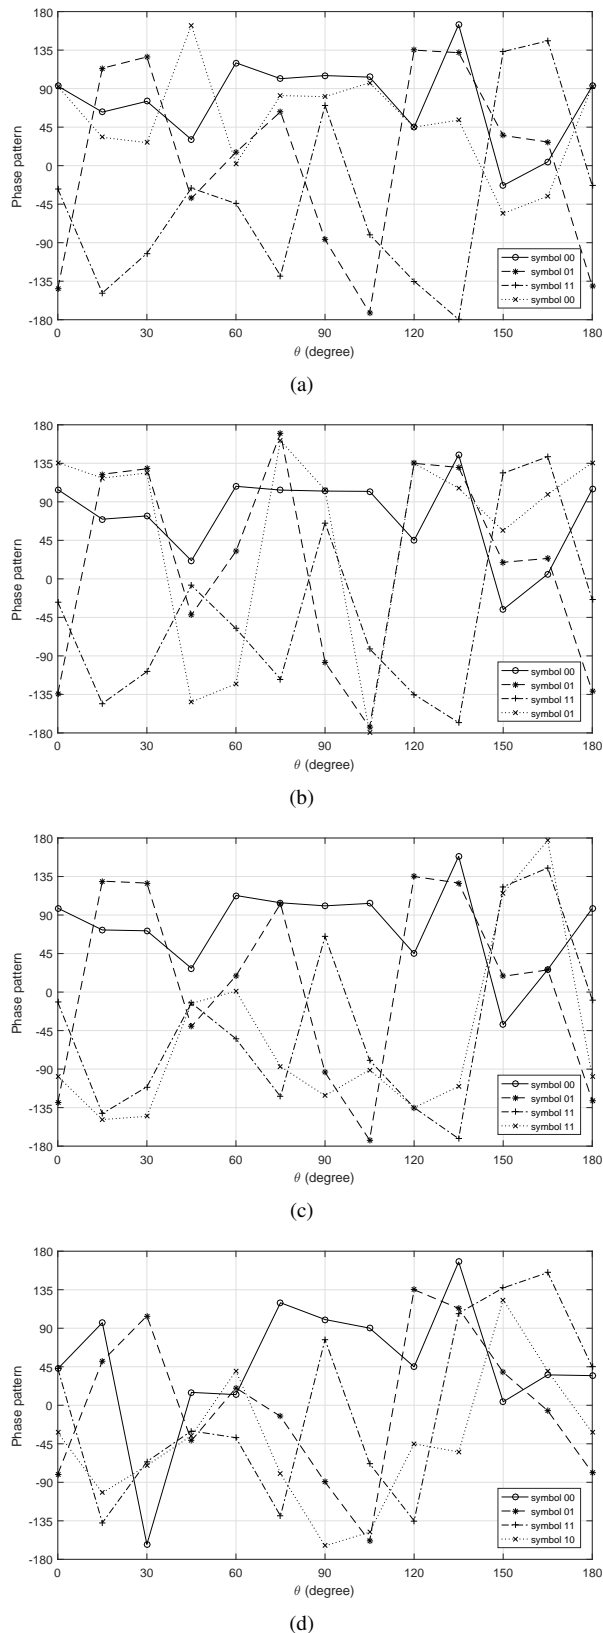 180
135
90
45
0
-45
-90
-135
-180
Phase pattern
0 30 60 90 120 150 180
θ (degree)
symbol 00
symbol 01
symbol 11
symbol 00
(a)
180
135
90
45
0
-45
-90
-135
-180
Phase pattern
0 30 60 90 120 150 180
θ (degree)
symbol 00
symbol 01
symbol 11
symbol 01
(b)
180
135
90
45
0
-45
-90
-135
-180
Phase pattern
0 30 60 90 120 150 180
θ (degree)
symbol 00
symbol 01
symbol 11
symbol 11
(c)
180
135
90
45
0
-45
-90
-135
-180
Phase pattern
0 30 60 90 120 150 180
θ (degree)
symbol 00
symbol 01
symbol 11
symbol 10
(d)